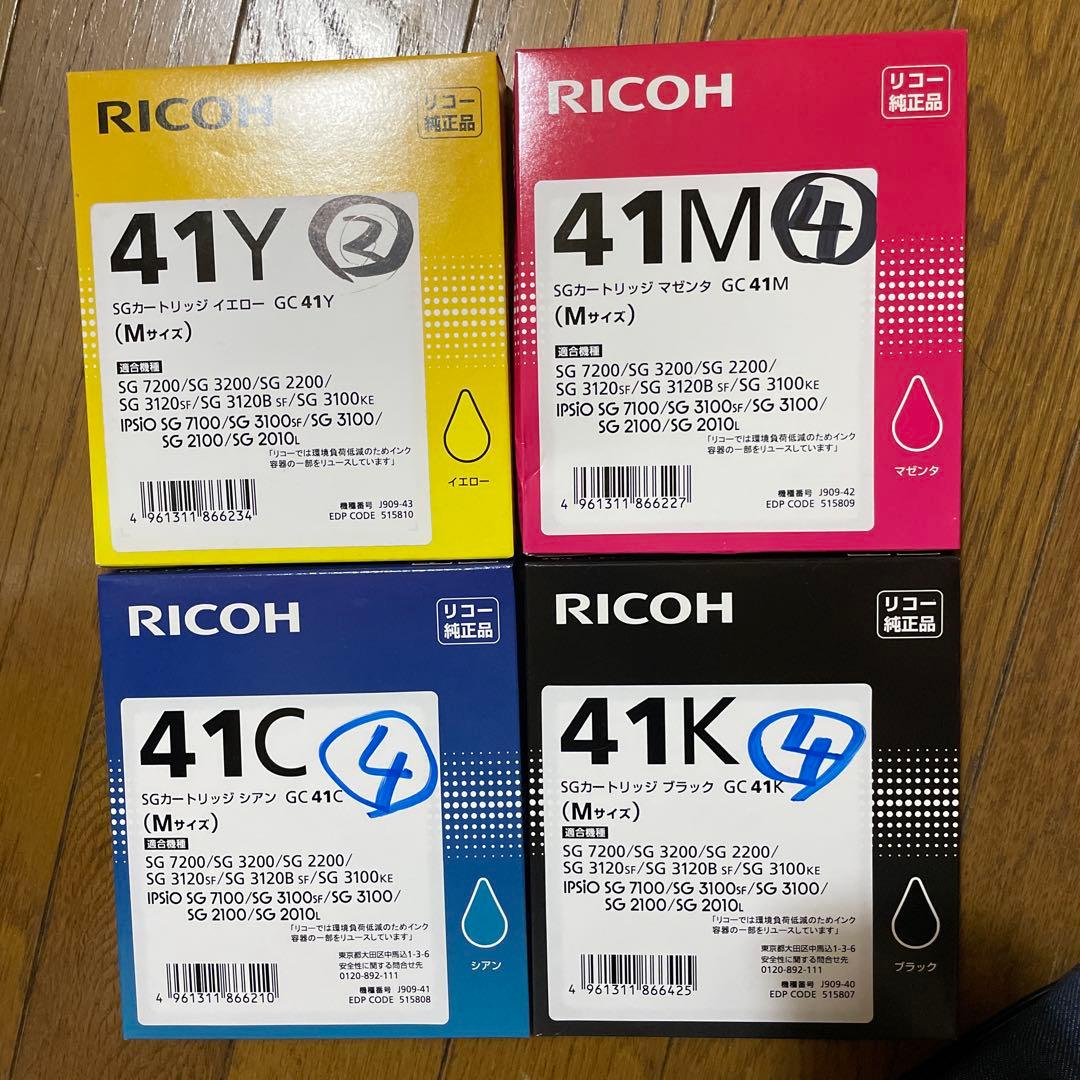 RICOH
リコー
純正品
41Y
SGカートリッジ イエロー GC 41Y
(Mサイズ)
適合機種
SG 7200/SG 3200/SG 2200/
SG 3120SF/SG 3120B SF/SG 3100KE
IPSiO SG 7100/SG 3100SF/SG 3100/
SG 2100/SG 2010L
「リコーでは環境負荷低減のためインク
容器の一部をリユースしています」
イエロー
4 961311 866234
機種番号 J909-43
EDP CODE 515810
RICOH
リコー
純正品
41M 4
SGカートリッジ マゼンタ GC 41M
(Mサイズ)
適合機種
SG 7200/SG 3200/SG 2200/
SG 3120SF/SG 3120B SF/SG 3100KE
IPSiO SG 7100/SG 3100SF/SG 3100/
SG 2100/SG 2010L
「リコーでは環境負荷低減のためインク
容器の一部をリユースしています」
マゼンタ
4 961311 866227
機種番号 J909-42
EDP CODE 515809
RICOH
リコー
純正品
41C 4
SGカートリッジ シアン GC 41C
(Mサイズ)
適合機種
SG 7200/SG 3200/SG 2200/
SG 3120SF/SG 3120B SF/SG 3100KE
IPSiO SG 7100/SG 3100SF/SG 3100/
SG 2100/SG 2010L
「リコーでは環境負荷低減のためインク
容器の一部をリユースしています」
シアン
東京都大田区中馬込1-3-6
安全性に関する問合せ先
0120-892-111
4 961311 866210
機種番号 J909-41
EDP CODE 515808
RICOH
リコー
純正品
41K 4
SGカートリッジ ブラック GC 41K
(Mサイズ)
適合機種
SG 7200/SG 3200/SG 2200/
SG 3120SF/SG 3120B SF/SG 3100KE
IPSiO SG 7100/SG 3100SF/SG 3100/
SG 2100/SG 2010L
「リコーでは環境負荷低減のためインク
容器の一部をリユースしています」
ブラック
東京都大田区中馬込1-3-6
安全性に関する問合せ先
0120-892-111
4 961311 866425
機種番号 J909-40
EDP CODE 515807